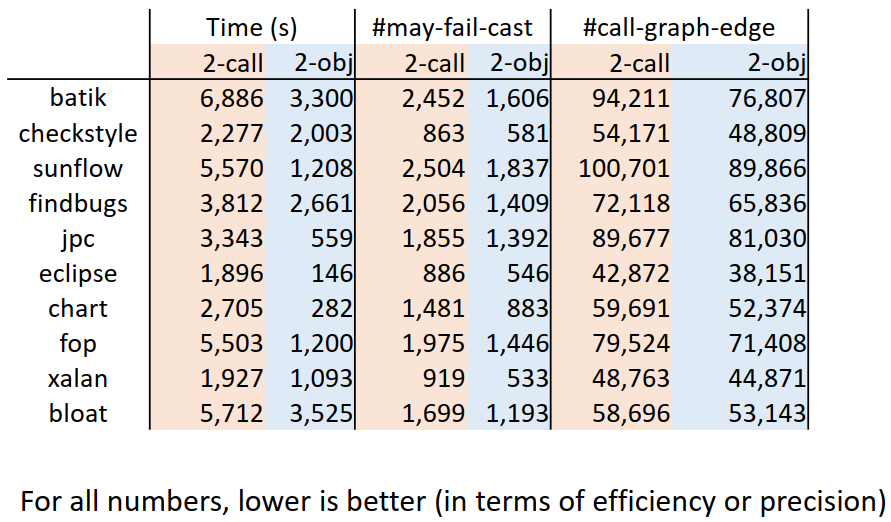 Time (s) #may-fail-cast #call-graph-edge
2-call 2-obj 2-call 2-obj 2-call 2-obj
batik 6,886 3,300 2,452 1,606 94,211 76,807
checkstyle 2,277 2,003 863 581 54,171 48,809
sunflow 5,570 1,208 2,504 1,837 100,701 89,866
findbugs 3,812 2,661 2,056 1,409 72,118 65,836
jpc 3,343 559 1,855 1,392 89,677 81,030
eclipse 1,896 146 886 546 42,872 38,151
chart 2,705 282 1,481 883 59,691 52,374
fop 5,503 1,200 1,975 1,446 79,524 71,408
xalan 1,927 1,093 919 533 48,763 44,871
bloat 5,712 3,525 1,699 1,193 58,696 53,143
For all numbers, lower is better (in terms of efficiency or precision)